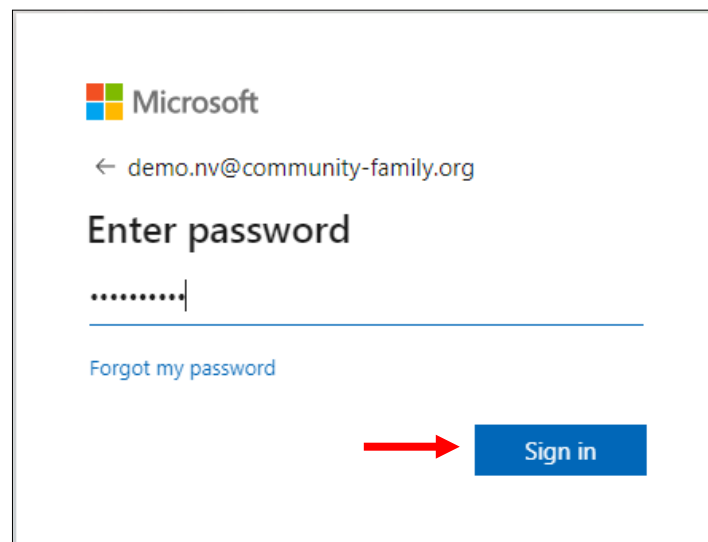 Microsoft
← demo.nv@community-family.org
Enter password
••••••••••
Forgot my password
Sign in